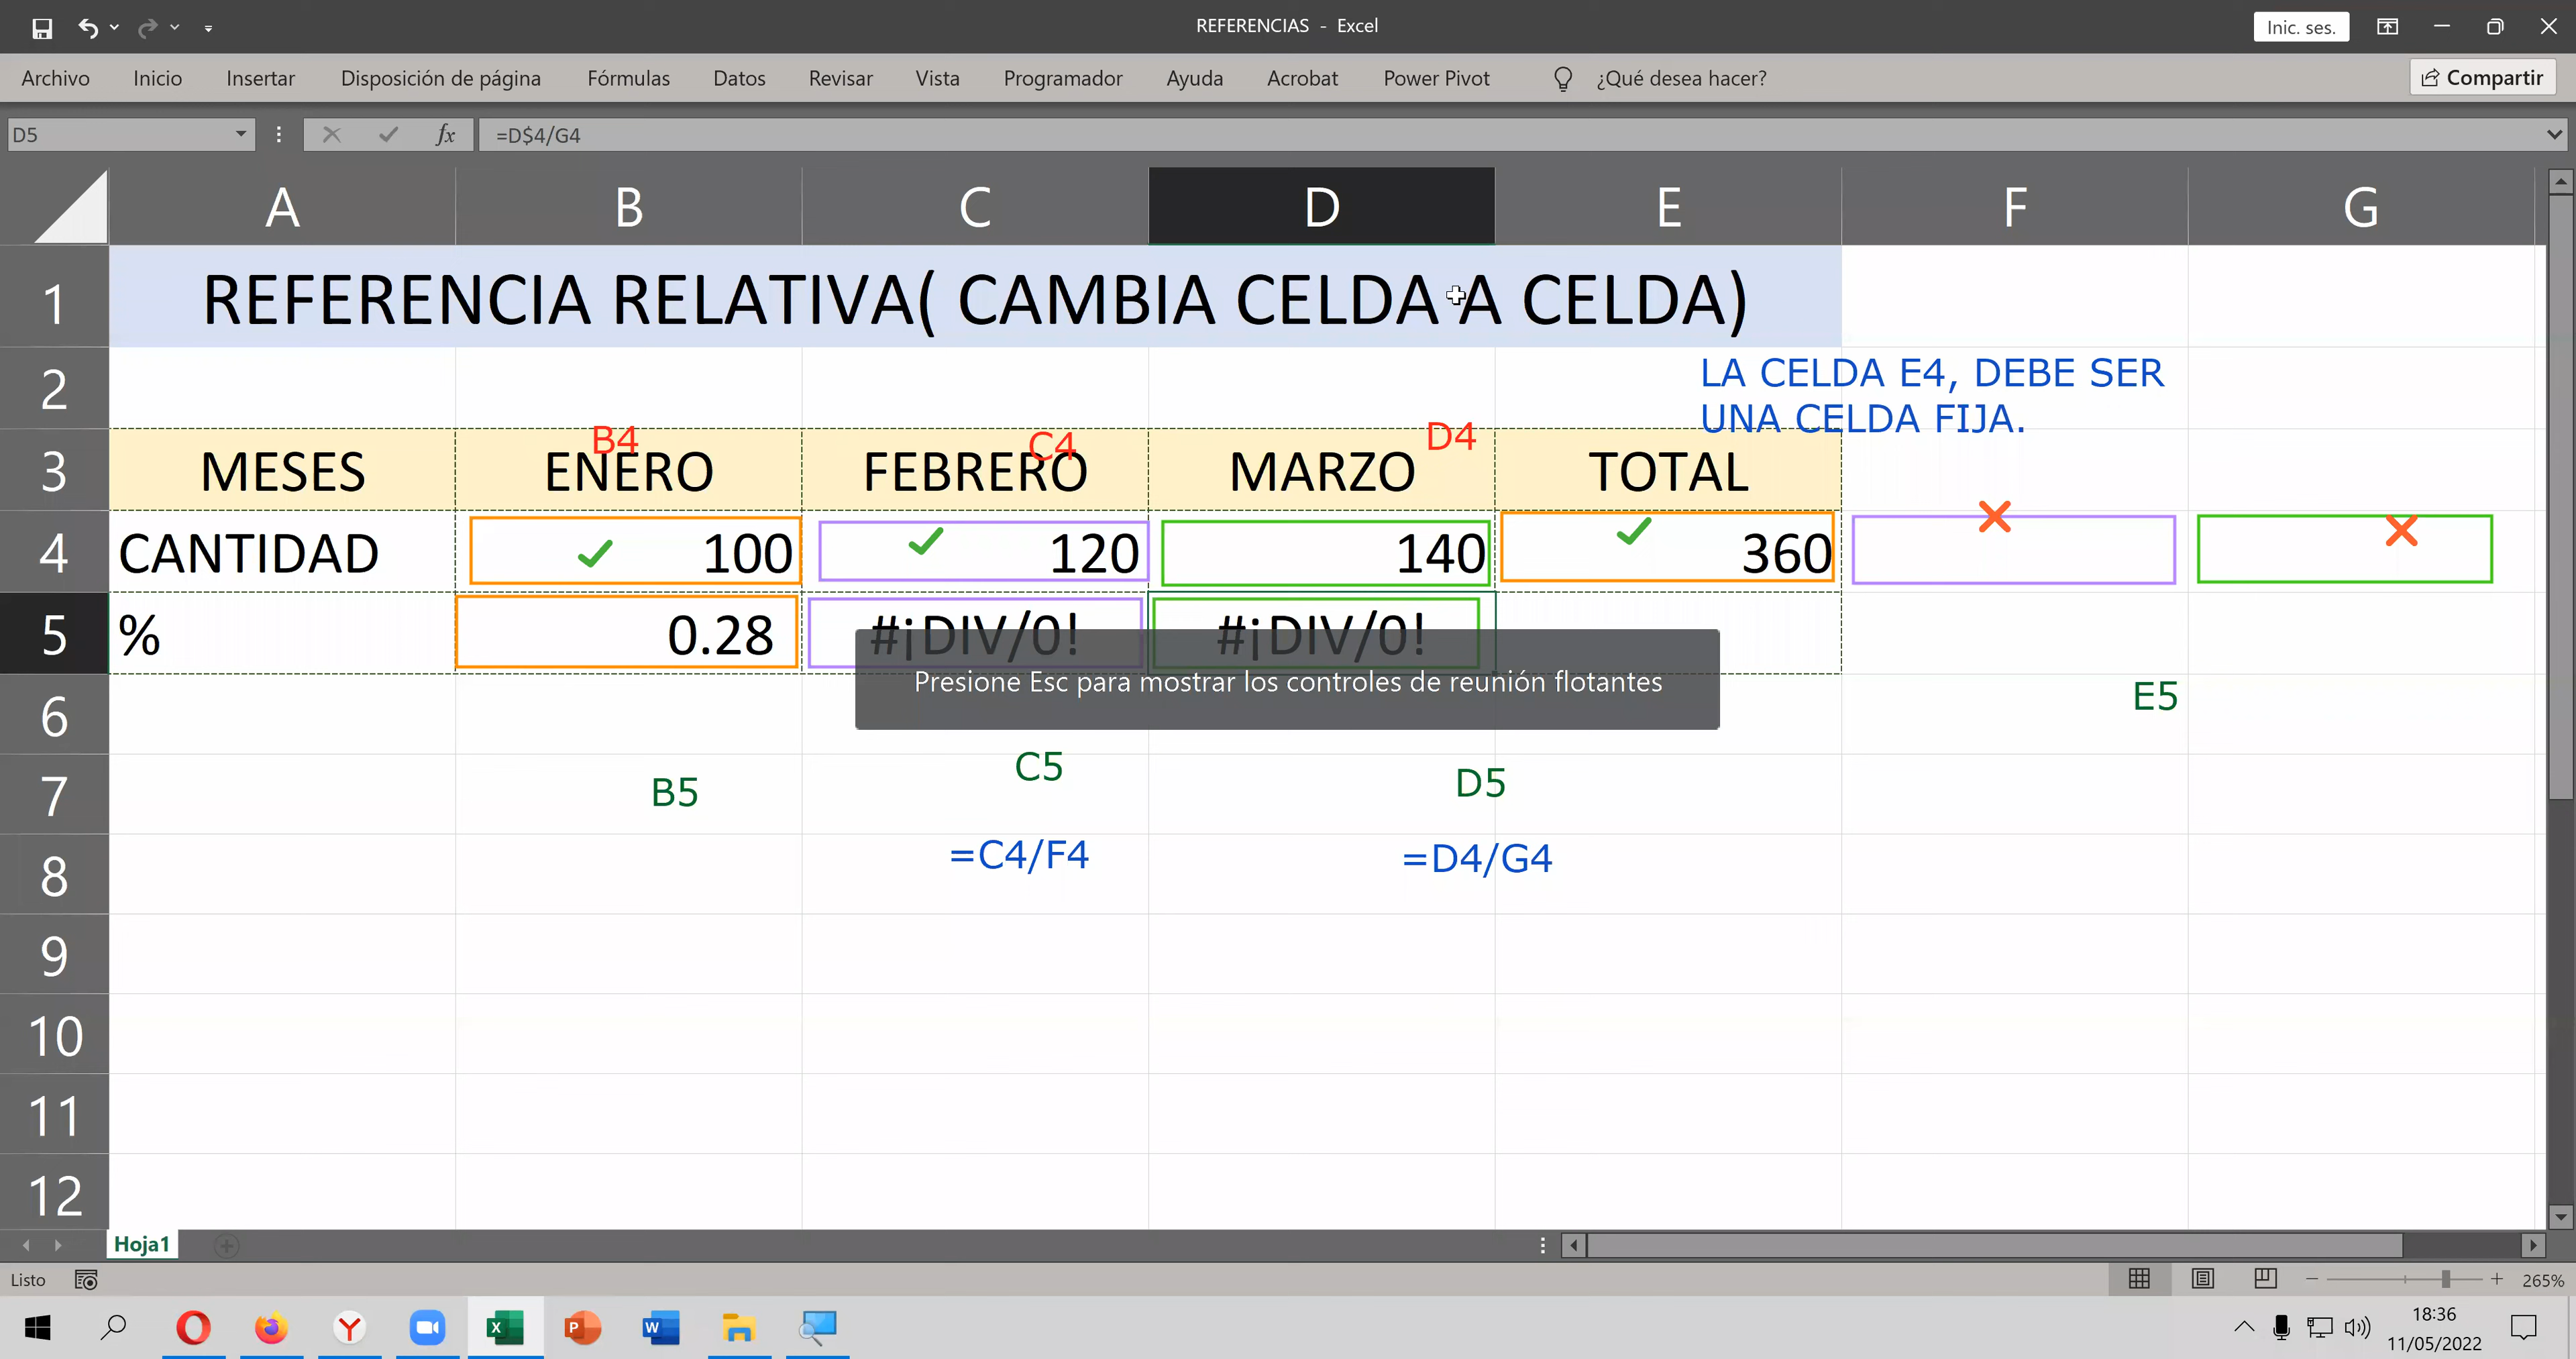 REFERENCIAS - Excel
Inic. ses.
Archivo Inicio Insertar Disposición de página Fórmulas Datos Revisar Vista Programador Ayuda Acrobat Power Pivot ¿Qué desea hacer? Compartir
D5 fx =D$4/G4
A B C D E F G
1 REFERENCIA RELATIVA( CAMBIA CELDA A CELDA)
LA CELDA E4, DEBE SER
2
UNA CELDA FIJA.
B4 C4 D4
3 MESES ENERO FEBRERO MARZO TOTAL
4 CANTIDAD 100 120 140 360
5 % 0.28 #¡DIV/0! #¡DIV/0!
Presione Esc para mostrar los controles de reunión flotantes
E5
6
B5 C5 D5
7
=C4/F4 =D4/G4
8
9
10
11
12
Hoja1
Listo 265%
18:36
11/05/2022